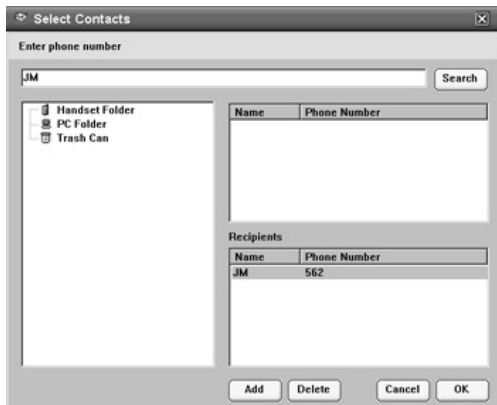 Select Contacts
Enter phone number
JM
Search
Handset Folder
PC Folder
Trash Can
Name Phone Number
Recipients
Name Phone Number
JM 562
Add Delete Cancel OK